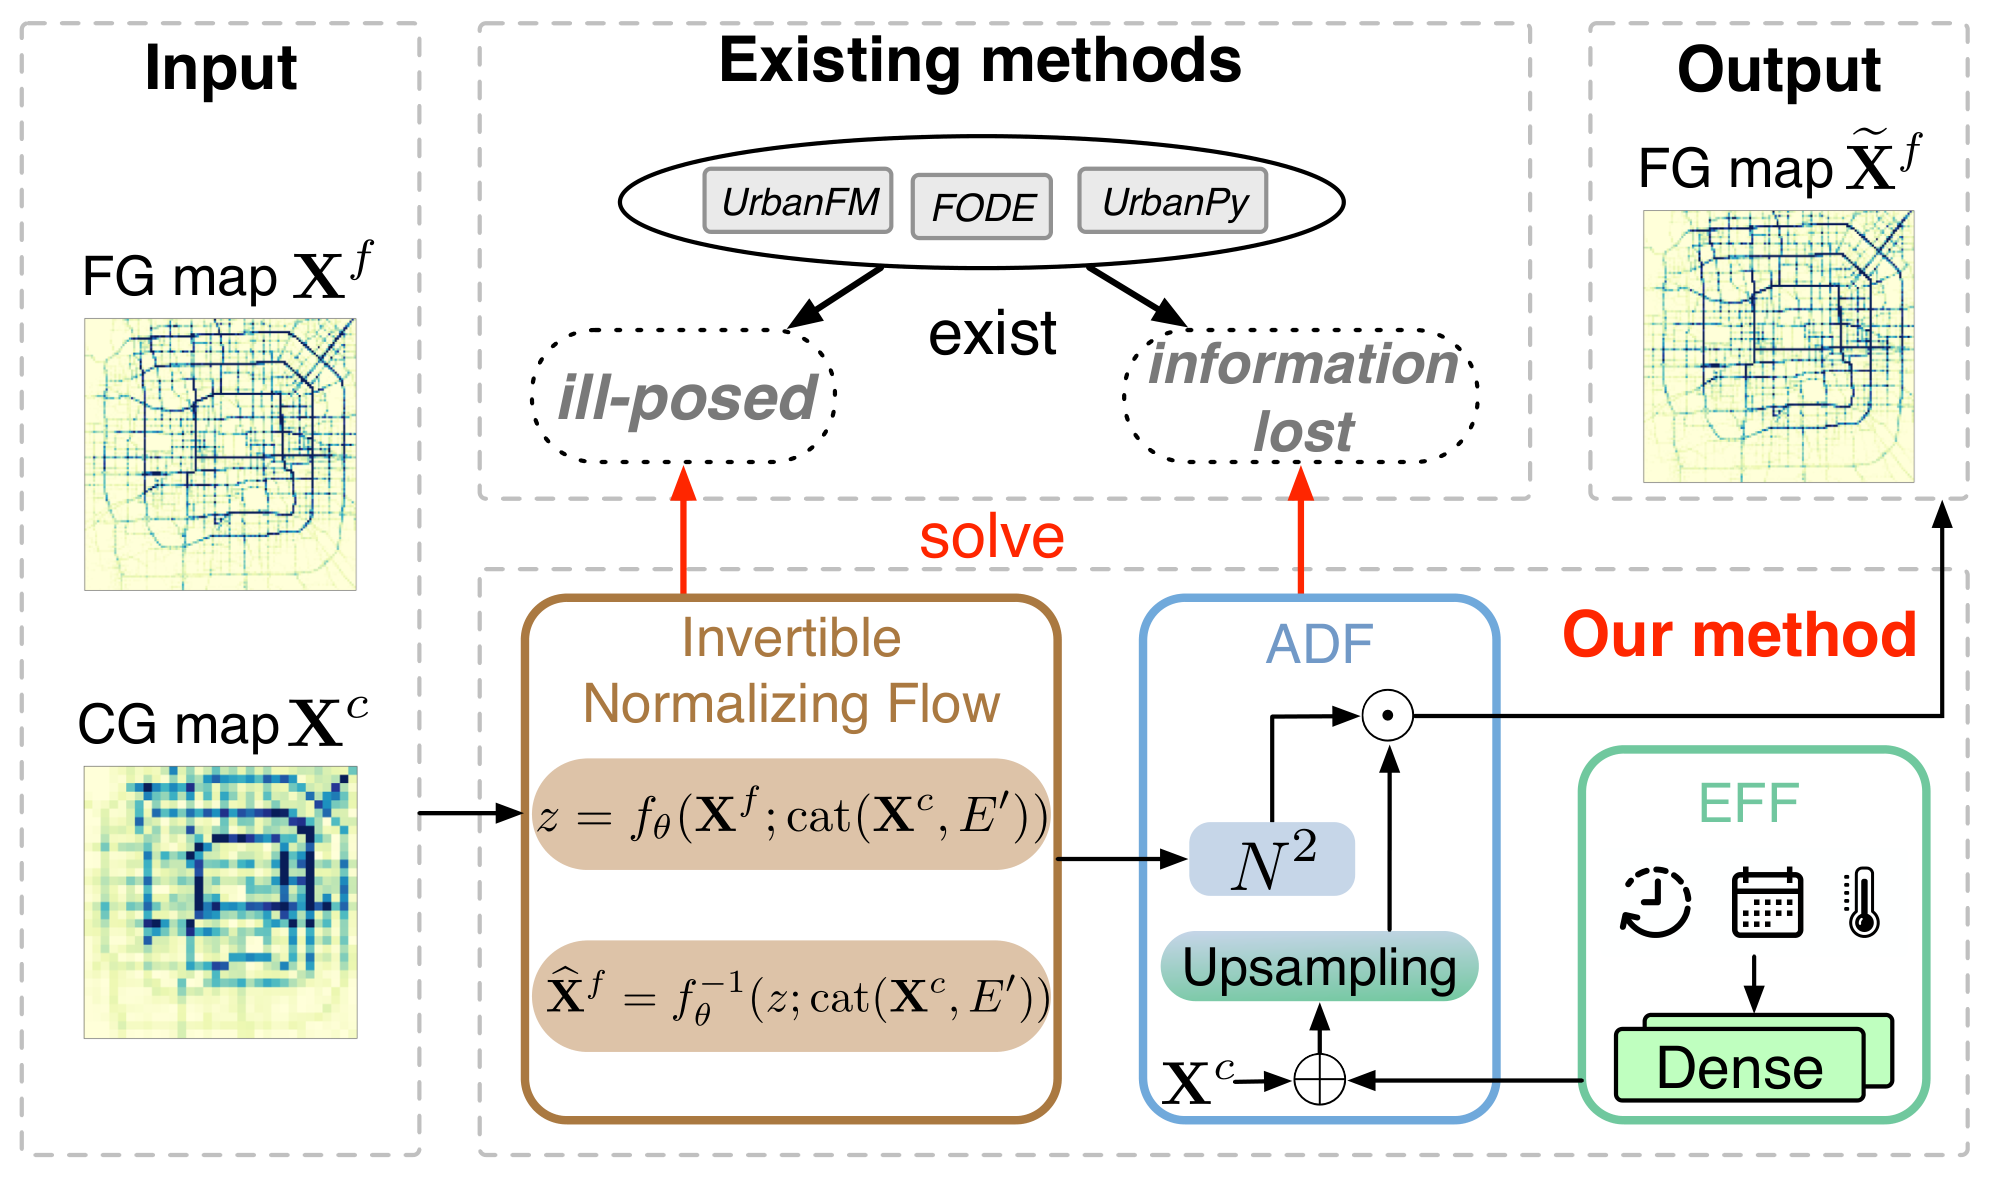 Input
FG map X^f
CG map X^c
Existing methods
UrbanFM
FODE
UrbanPy
exist
ill-posed
information
lost
solve
Output
FG map X̃^f
Our method
Invertible
Normalizing Flow
z = f_θ(X^f; cat(X^c, E′))
X̂^f = f_θ^{-1}(z; cat(X^c, E′))
ADF
N^2
Upsampling
X^c
EFF
Dense